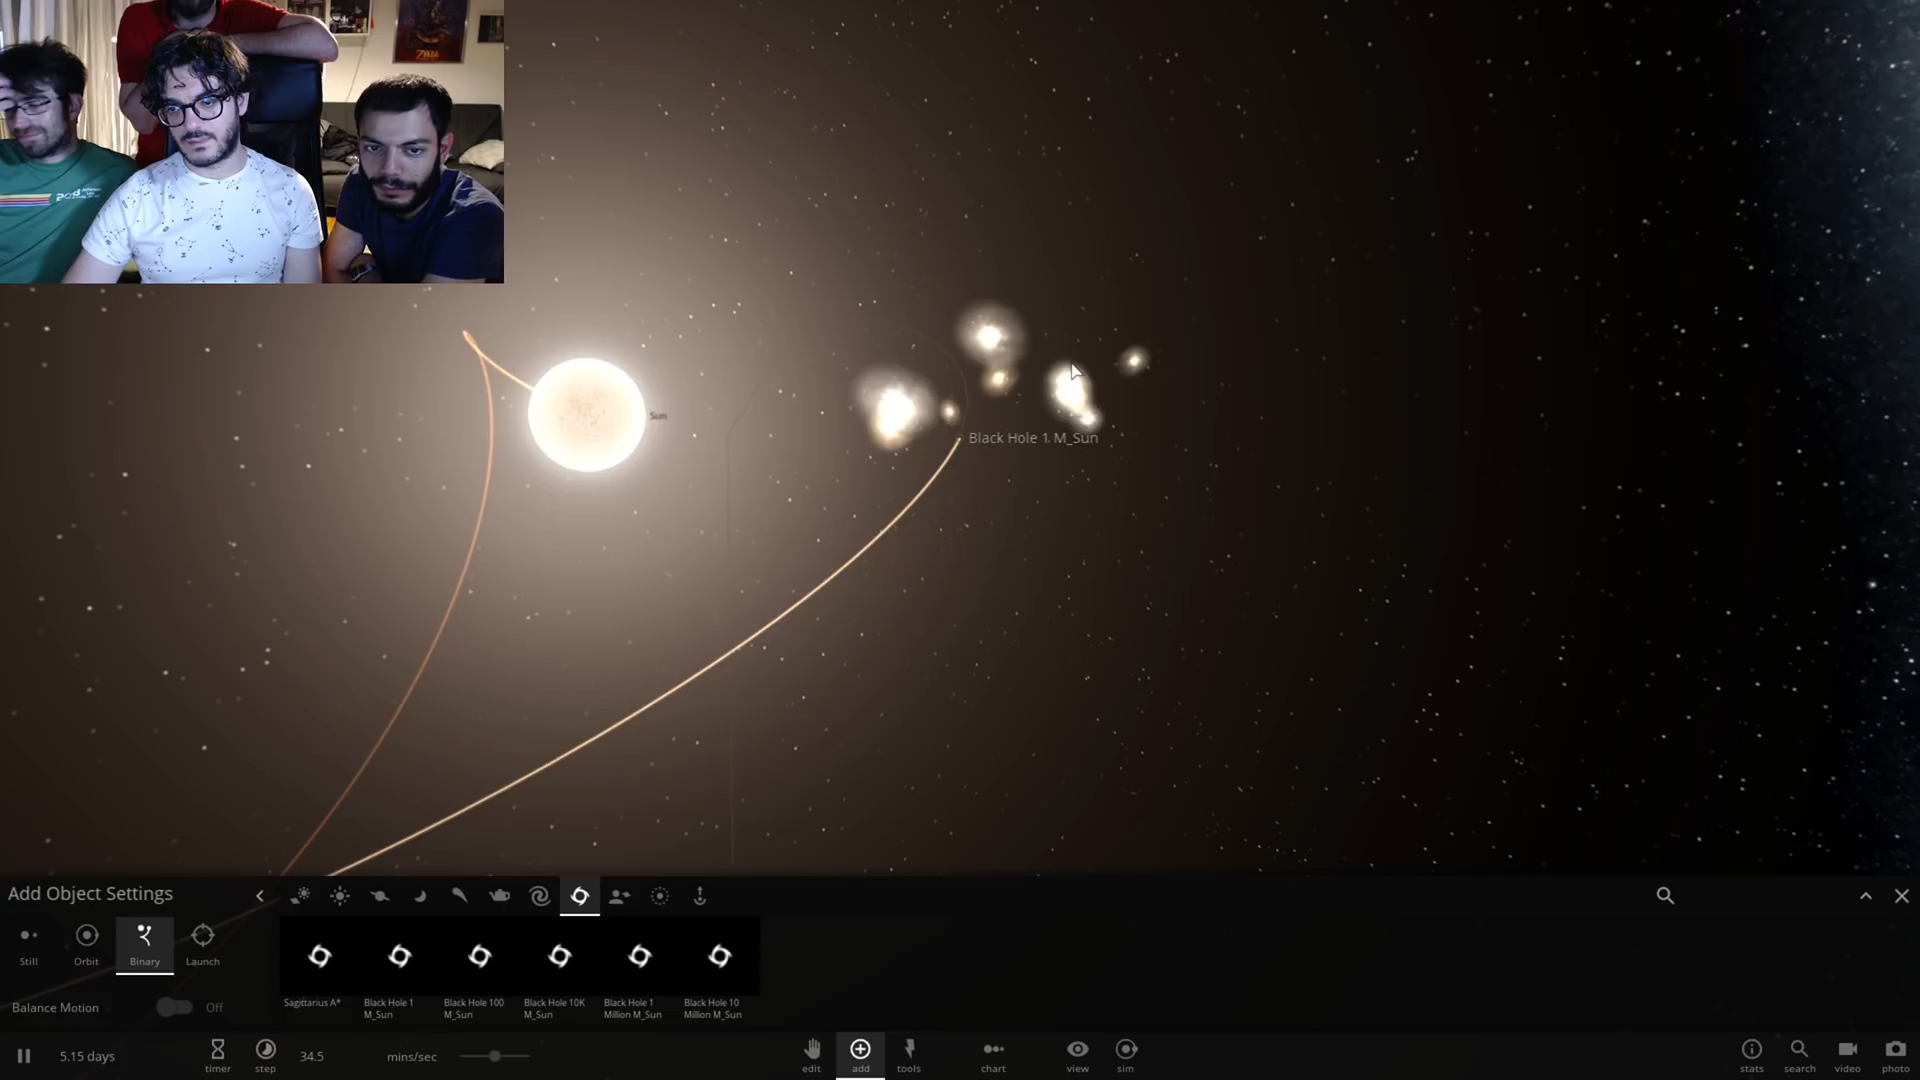 ZELDA
Sun
Black Hole 1 M_Sun
Add Object Settings
Still
Orbit
Binary
Launch
Balance Motion
Off
Sagittarius A*
Black Hole 1
M_Sun
Black Hole 100
M_Sun
Black Hole 10K
M_Sun
Black Hole 1
Million M_Sun
Black Hole 10
Million M_Sun
5.15 days
timer
step
34.5
mins/sec
edit
add
tools
chart
view
sim
stats
search
video
photo